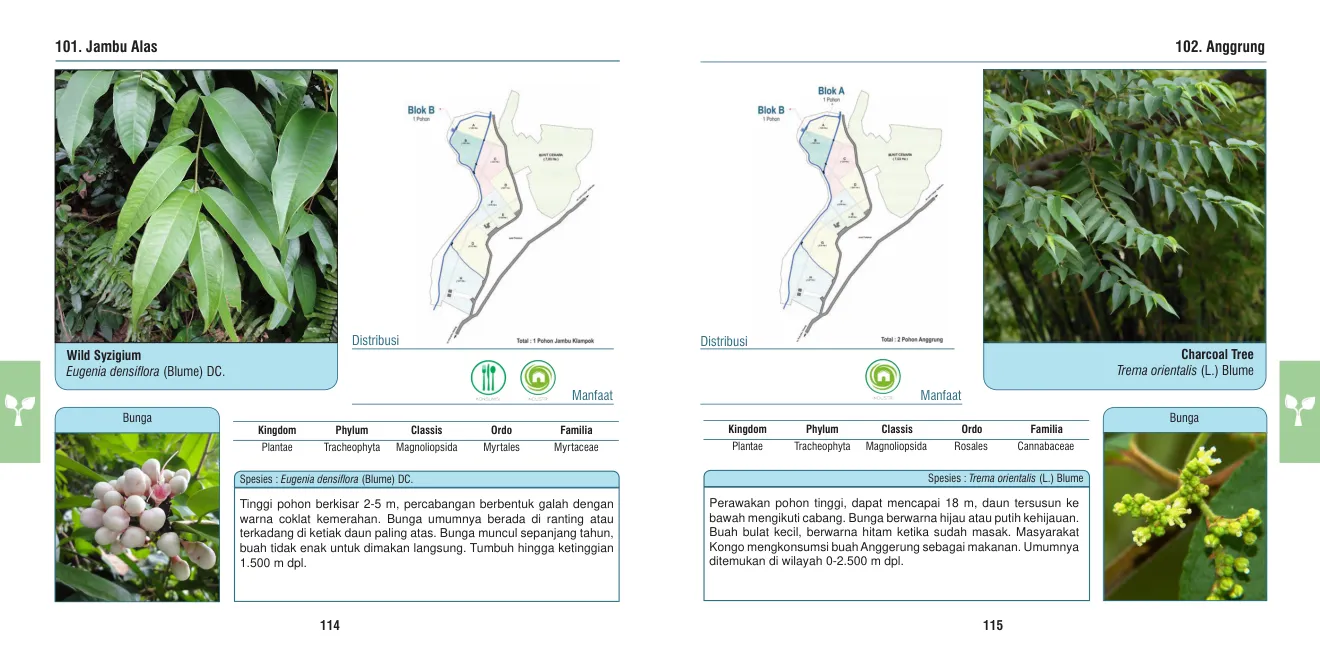 101. Jambu Alas
Blok B
1 Pohon
BUKIT CEMARA
Distribusi
Total : 1 Pohon Jambu Klampok
Wild Syzigium
Eugenia densiflora (Blume) DC.
Manfaat
Bunga
Kingdom Phylum Classis Ordo Familia
Plantae Tracheophyta Magnoliopsida Myrtales Myrtaceae
Spesies : Eugenia densiflora (Blume) DC.
Tinggi pohon berkisar 2-5 m, percabangan berbentuk galah dengan
warna coklat kemerahan. Bunga umumnya berada di ranting atau
terkadang di ketiak daun paling atas. Bunga muncul sepanjang tahun,
buah tidak enak untuk dimakan langsung. Tumbuh hingga ketinggian
1.500 m dpl.
114
102. Anggrung
Blok A
1 Pohon
Blok B
1 Pohon
BUKIT CEMARA
Distribusi
Total : 2 Pohon Anggrung
Charcoal Tree
Trema orientalis (L.) Blume
Manfaat
Kingdom Phylum Classis Ordo Familia
Plantae Tracheophyta Magnoliopsida Rosales Cannabaceae
Bunga
Spesies : Trema orientalis (L.) Blume
Perawakan pohon tinggi, dapat mencapai 18 m, daun tersusun ke
bawah mengikuti cabang. Bunga berwarna hijau atau putih kehijauan.
Buah bulat kecil, berwarna hitam ketika sudah masak. Masyarakat
Kongo mengkonsumsi buah Anggerung sebagai makanan. Umumnya
ditemukan di wilayah 0-2.500 m dpl.
115